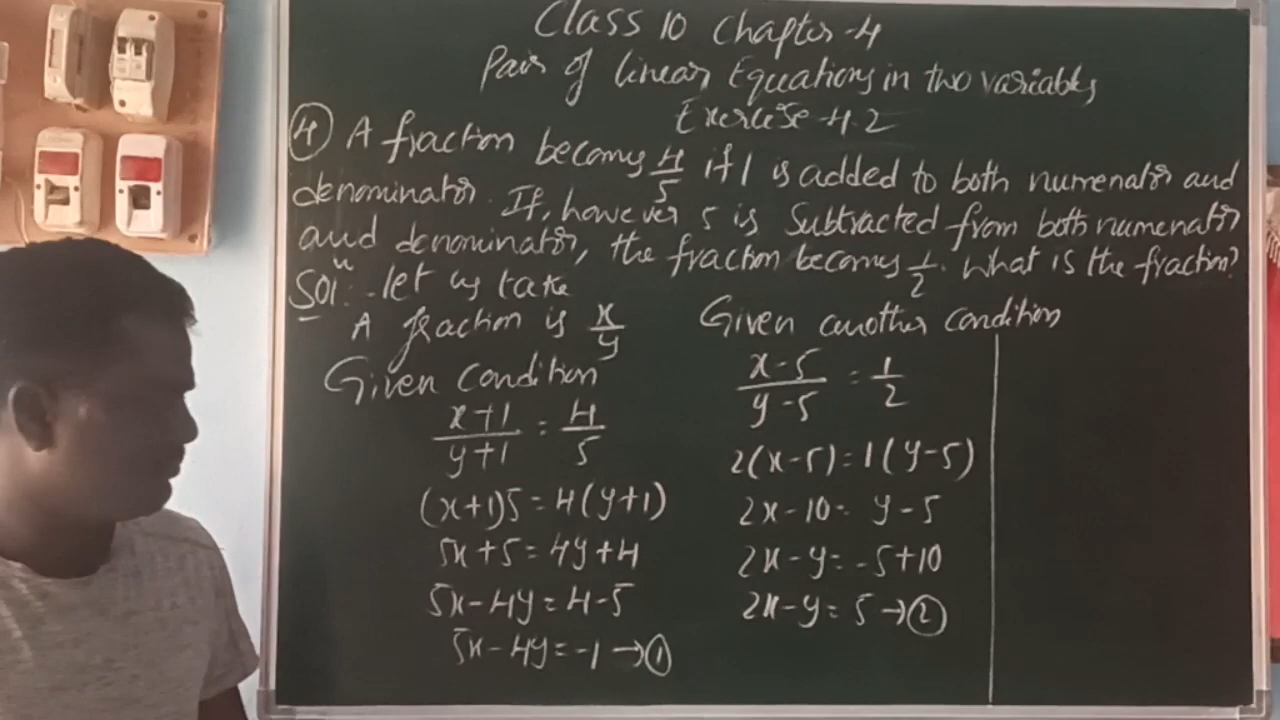 Class 10 Chapter-4
Pair of linear Equations in two variables
Exercise-4.2
④ A fraction becomes 4/5 if 1 is added to both numerator and
denominator. If, however 5 is Subtracted from both numerator
and denominator, the fraction becomes 1/2. What is the fraction?
Solⁿ: let us take
A fraction is x/y
Given Condition
(x+1)/(y+1) = 4/5
(x+1)5 = 4(y+1)
5x+5 = 4y+4
5x-4y = 4-5
5x-4y = -1 → ①
Given another condition
(x-5)/(y-5) = 1/2
2(x-5) = 1(y-5)
2x-10 = y-5
2x-y = -5+10
2x-y = 5 → ②